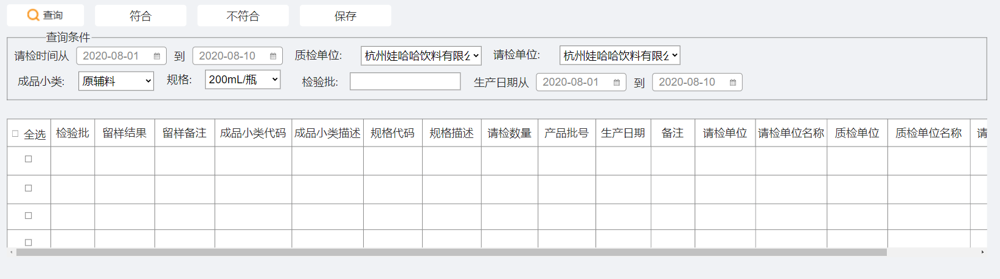 查询 符合 不符合 保存
查询条件
请检时间从 2020-08-01 到 2020-08-10 质检单位: 杭州娃哈哈饮料有限公 请检单位: 杭州娃哈哈饮料有限公
成品小类: 原辅料 规格: 200mL/瓶 检验批: 生产日期从 2020-08-01 到 2020-08-10
全选 检验批 留样结果 留样备注 成品小类代码 成品小类描述 规格代码 规格描述 请检数量 产品批号 生产日期 备注 请检单位 请检单位名称 质检单位 质检单位名称 请